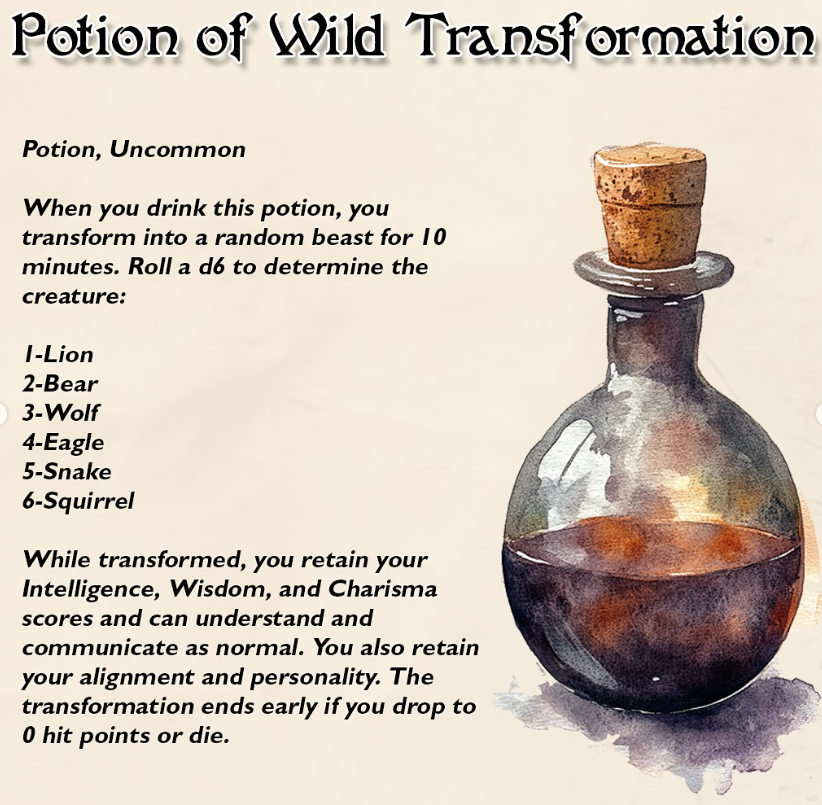 Potion of Wild Transformation
Potion, Uncommon
When you drink this potion, you
transform into a random beast for 10
minutes. Roll a d6 to determine the
creature:
1-Lion
2-Bear
3-Wolf
4-Eagle
5-Snake
6-Squirrel
While transformed, you retain your
Intelligence, Wisdom, and Charisma
scores and can understand and
communicate as normal. You also retain
your alignment and personality. The
transformation ends early if you drop to
0 hit points or die.